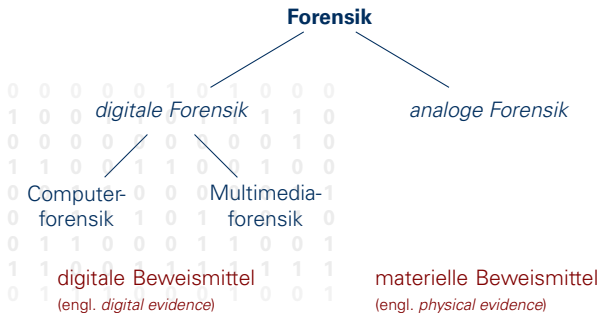 Forensik
digitale Forensik analoge Forensik
Computer- Multimedia-
forensik forensik
digitale Beweismittel materielle Beweismittel
(engl. digital evidence) (engl. physical evidence)